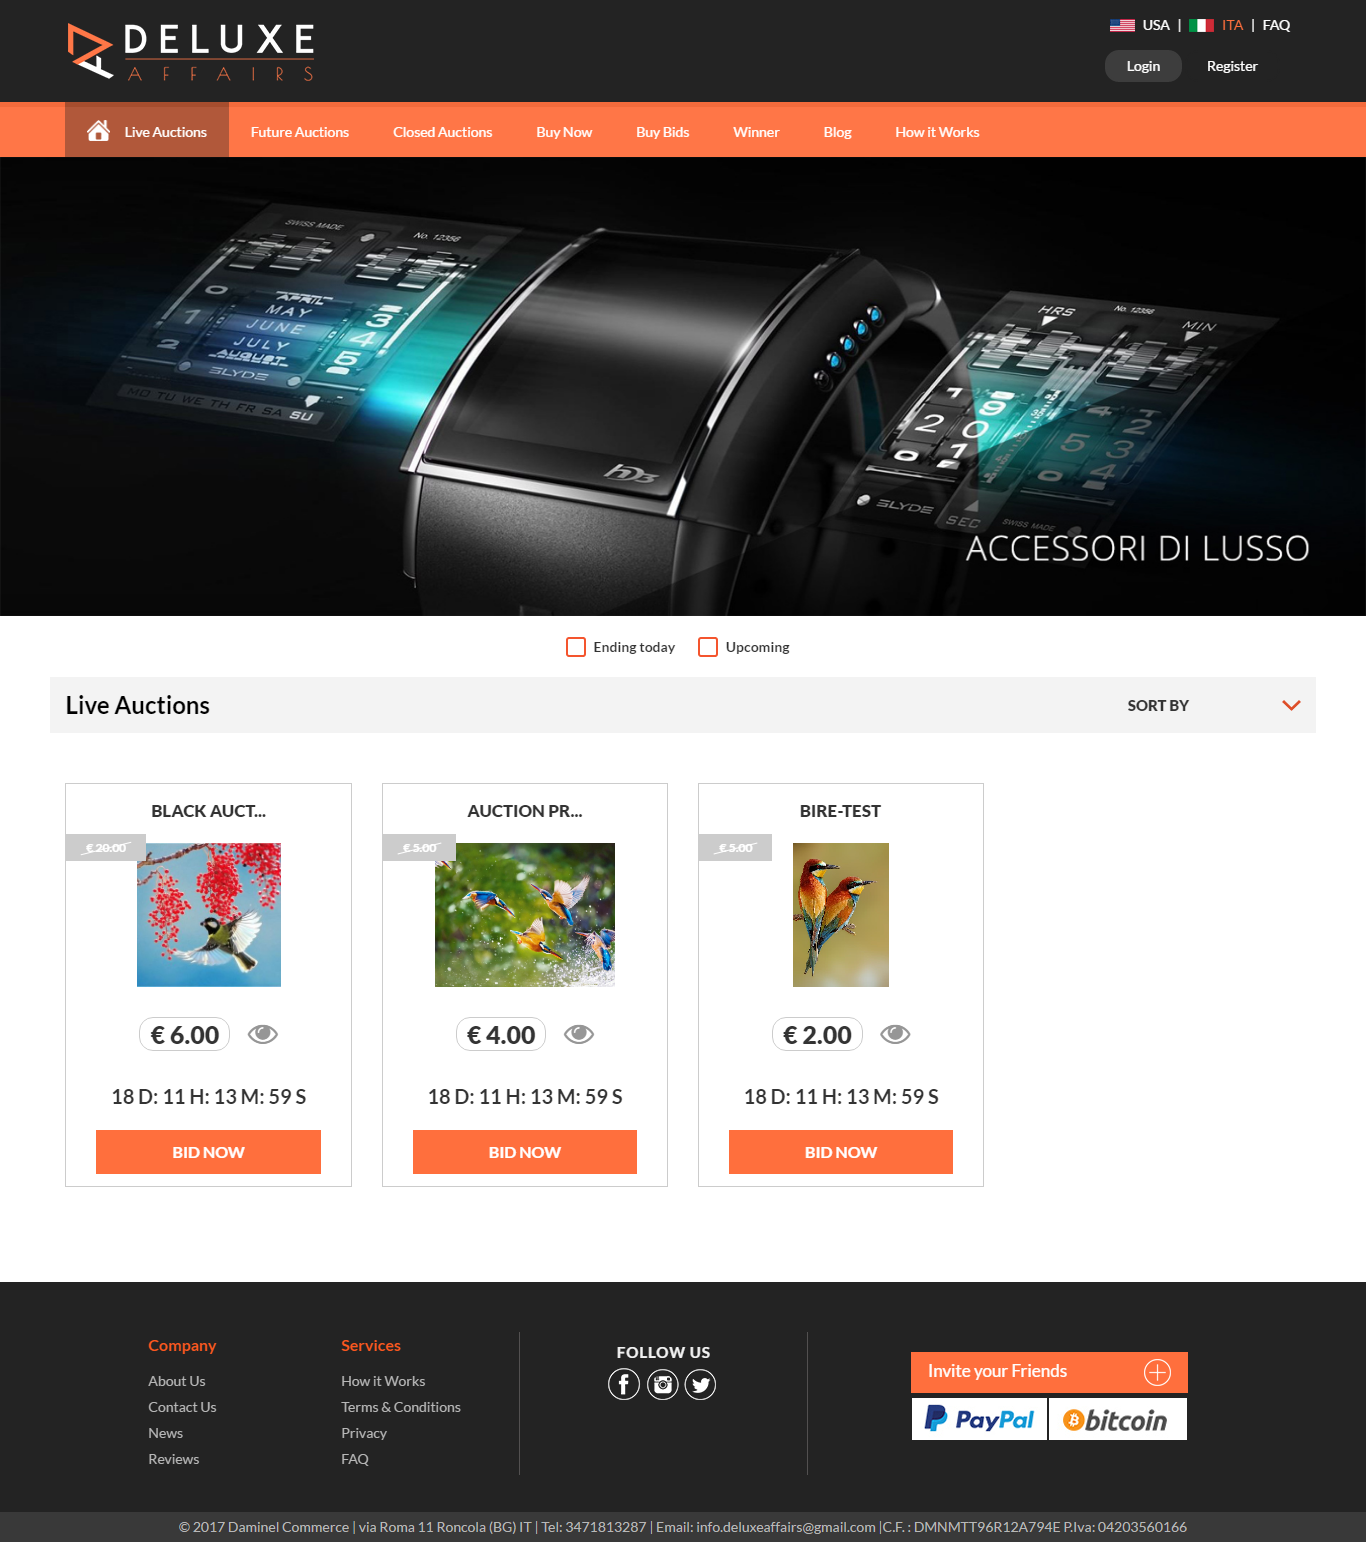 DELUXE
AFFAIRS
USA | ITA | FAQ
Login Register
Live Auctions Future Auctions Closed Auctions Buy Now Buy Bids Winner Blog How it Works
SWISS MADE
No. 12356
APRIL
MAY
JUNE
JULY
AUGUST
0
1
2
3
4
5
SLYDE
MO TU WE TH FR SA SU
HRS
No. 12356
MIN
1 9
2 0
0 1
4 2
5 3
0 4
SLYDE
SEC
SWISS MADE
HD3
ACCESSORI DI LUSSO
Ending today Upcoming
Live Auctions SORT BY
BLACK AUCT...
€ 20.00
€ 6.00
18 D: 11 H: 13 M: 59 S
BID NOW
AUCTION PR...
€ 5.00
€ 4.00
18 D: 11 H: 13 M: 59 S
BID NOW
BIRE-TEST
€ 5.00
€ 2.00
18 D: 11 H: 13 M: 59 S
BID NOW
Company
About Us
Contact Us
News
Reviews
Services
How it Works
Terms & Conditions
Privacy
FAQ
FOLLOW US
Invite your Friends
PayPal bitcoin
© 2017 Daminel Commerce | via Roma 11 Roncola (BG) IT | Tel: 3471813287 | Email: info.deluxeaffairs@gmail.com |C.F. : DMNMTT96R12A794E P.Iva: 04203560166